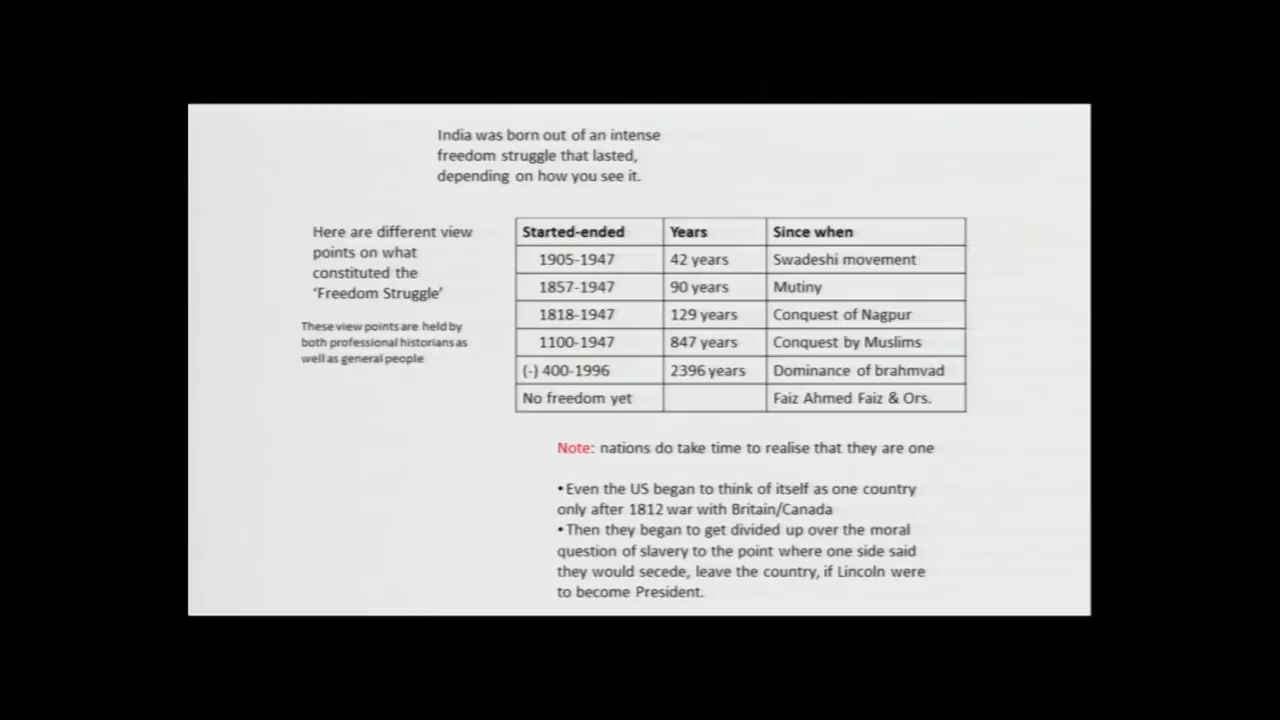 India was born out of an intense
freedom struggle that lasted,
depending on how you see it.
Here are different view
points on what
constituted the
‘Freedom Struggle’
These view points are held by
both professional historians as
well as general people
Started-ended Years Since when
1905-1947 42 years Swadeshi movement
1857-1947 90 years Mutiny
1818-1947 129 years Conquest of Nagpur
1100-1947 847 years Conquest by Muslims
(-) 400-1996 2396 years Dominance of brahmvad
No freedom yet Faiz Ahmed Faiz & Ors.
Note: nations do take time to realise that they are one
•Even the US began to think of itself as one country
only after 1812 war with Britain/Canada
•Then they began to get divided up over the moral
question of slavery to the point where one side said
they would secede, leave the country, if Lincoln were
to become President.